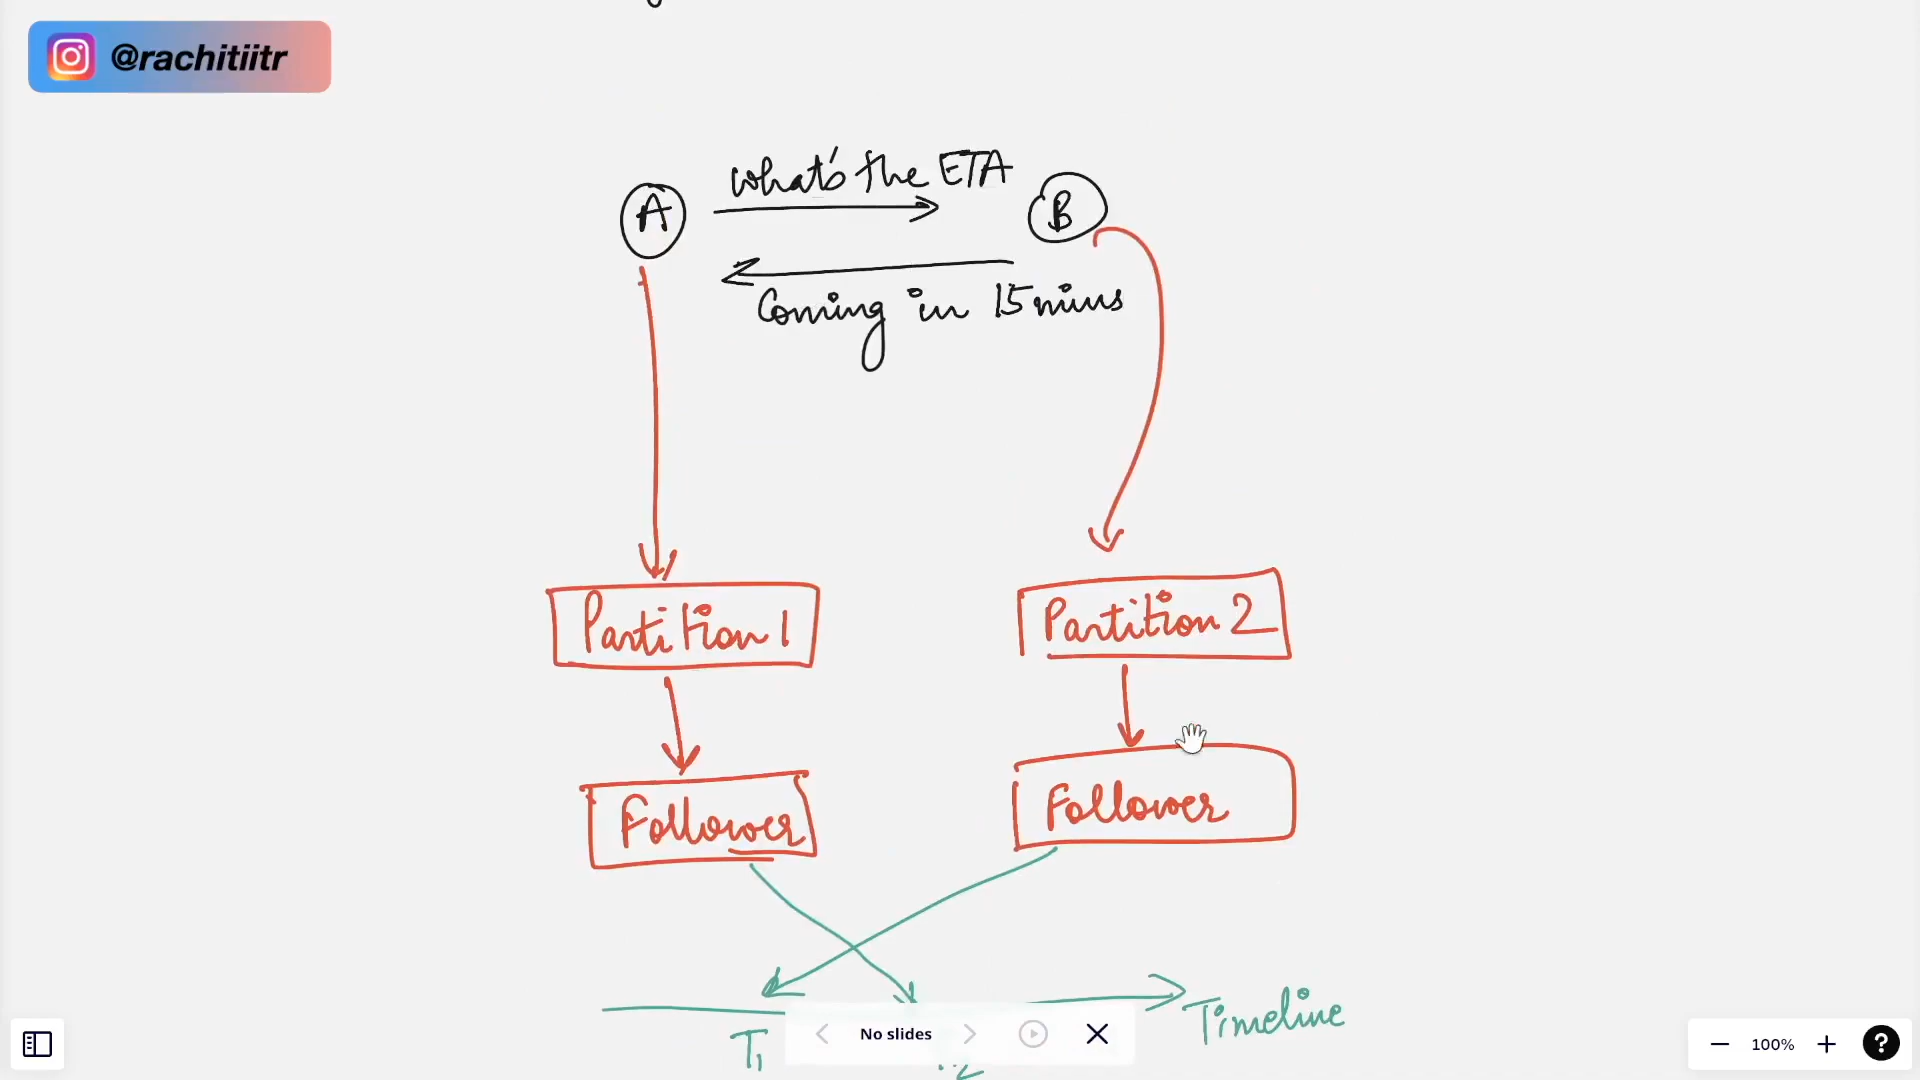 @rachitiitr
What's the ETA
A
B
Coming in 15 mins
Partition 1
Partition 2
Follower
Follower
Timeline
T1
No slides
100%
?